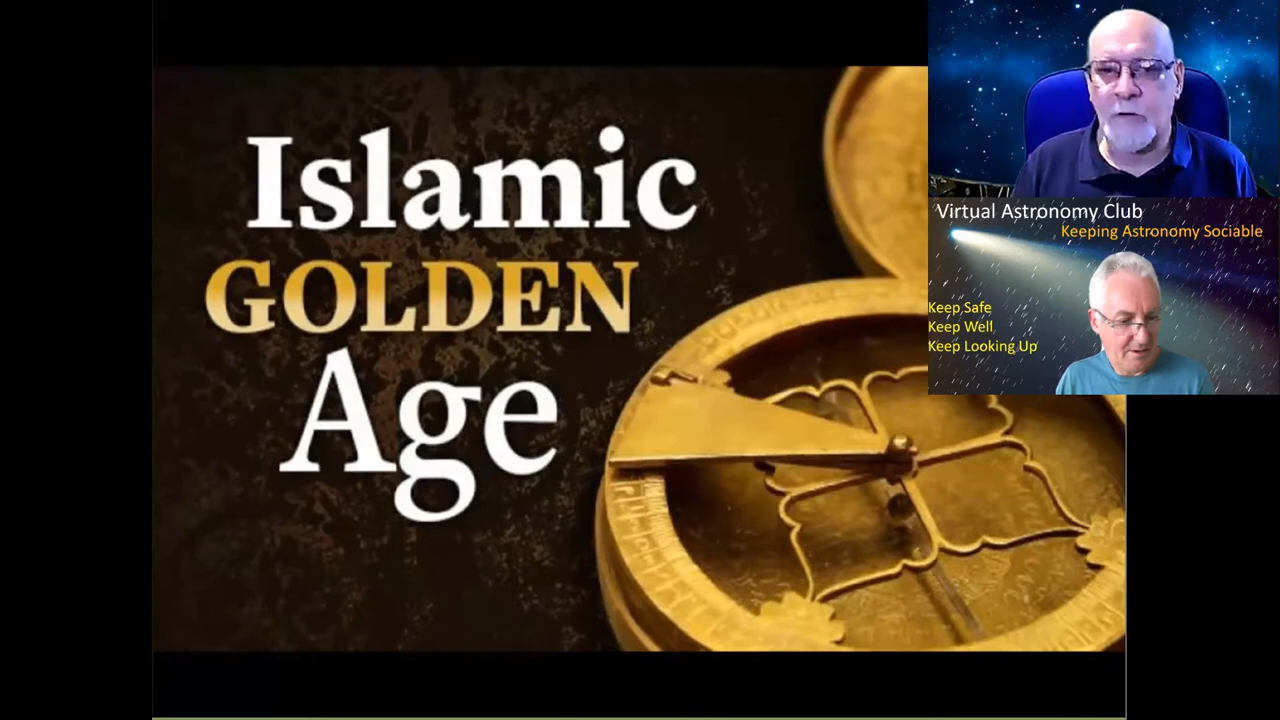 Islamic
GOLDEN
Age
Virtual Astronomy Club
Keeping Astronomy Sociable
Keep Safe
Keep Well
Keep Looking Up